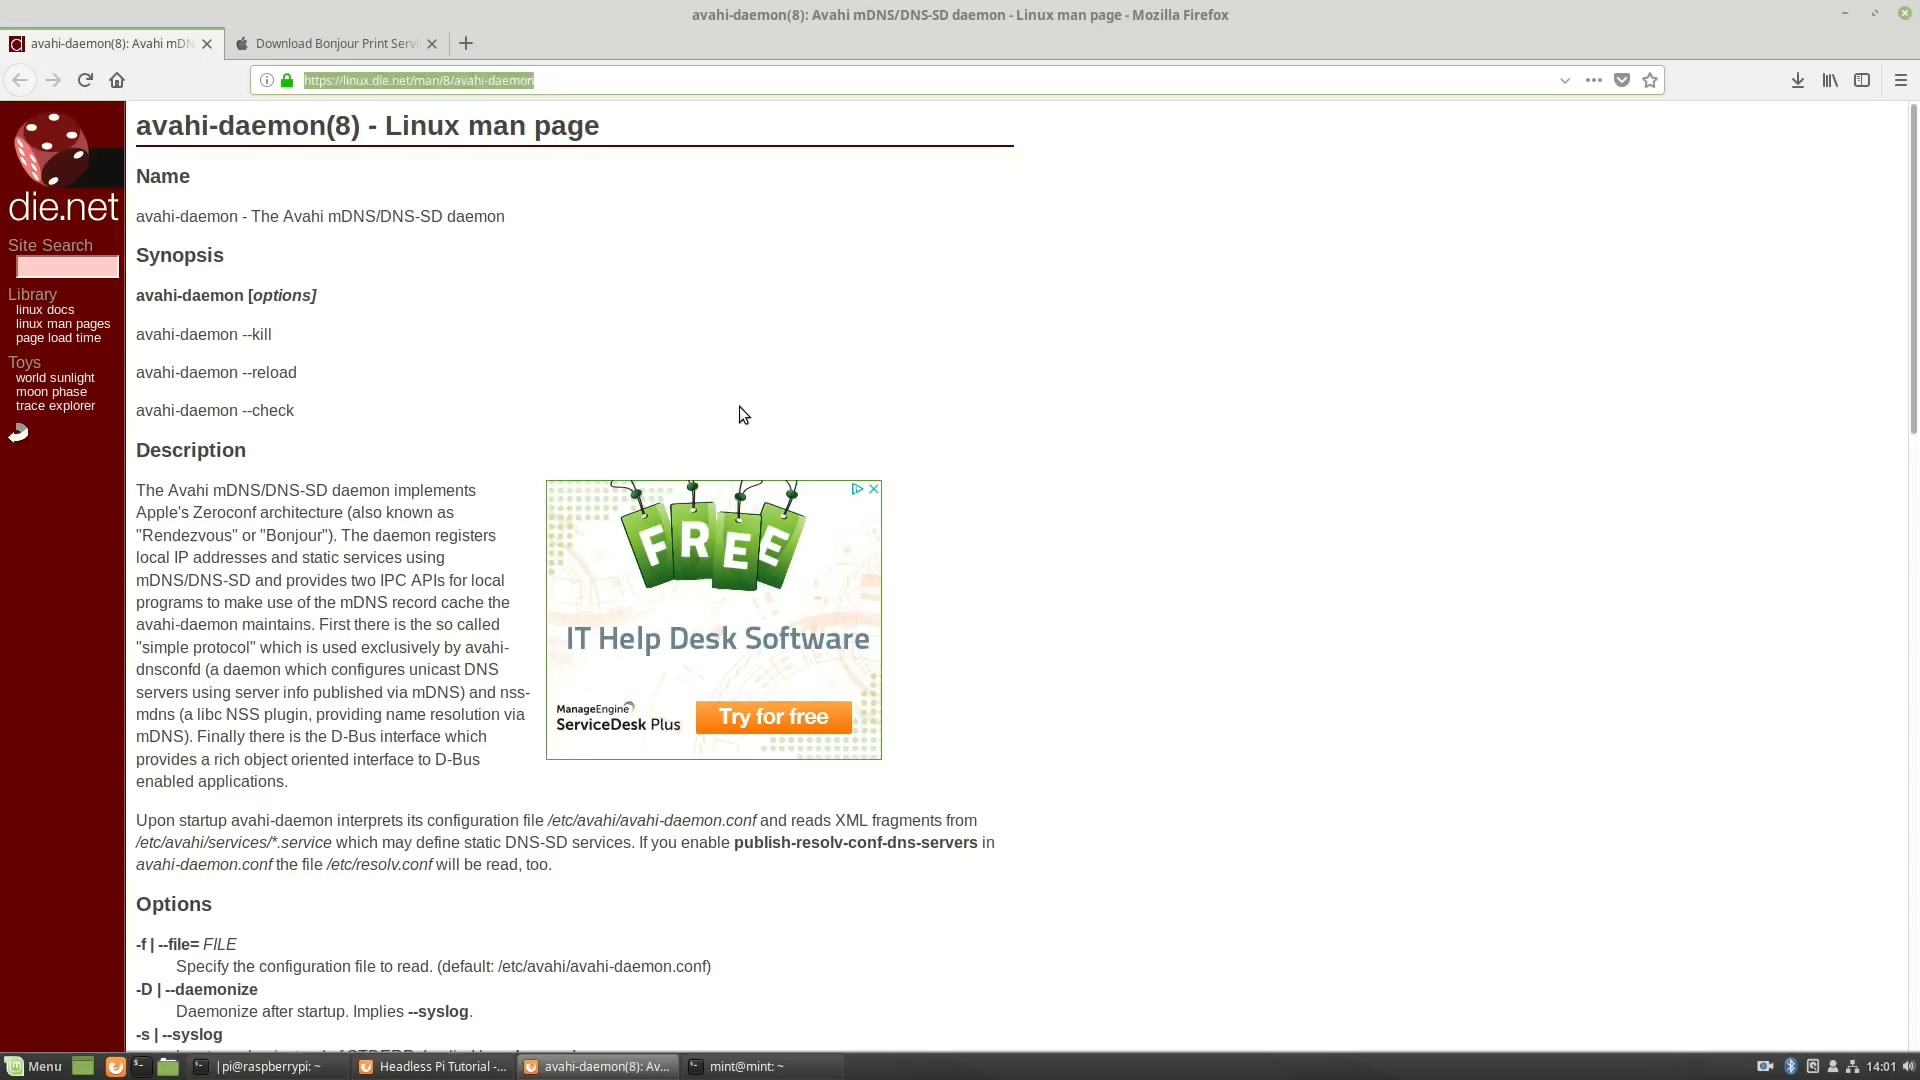 avahi-daemon(8): Avahi mDNS/DNS-SD daemon - Linux man page - Mozilla Firefox
avahi-daemon(8): Avahi mDN
Download Bonjour Print Servi
https://linux.die.net/man/8/avahi-daemon
die.net
Site Search
Library
linux docs
linux man pages
page load time
Toys
world sunlight
moon phase
trace explorer
avahi-daemon(8) - Linux man page
Name
avahi-daemon - The Avahi mDNS/DNS-SD daemon
Synopsis
avahi-daemon [options]
avahi-daemon --kill
avahi-daemon --reload
avahi-daemon --check
Description
The Avahi mDNS/DNS-SD daemon implements
Apple's Zeroconf architecture (also known as
"Rendezvous" or "Bonjour"). The daemon registers
local IP addresses and static services using
mDNS/DNS-SD and provides two IPC APIs for local
programs to make use of the mDNS record cache the
avahi-daemon maintains. First there is the so called
"simple protocol" which is used exclusively by avahi-
dnsconfd (a daemon which configures unicast DNS
servers using server info published via mDNS) and nss-
mdns (a libc NSS plugin, providing name resolution via
mDNS). Finally there is the D-Bus interface which
provides a rich object oriented interface to D-Bus
enabled applications.
FREE
IT Help Desk Software
ManageEngine
ServiceDesk Plus
Try for free
Upon startup avahi-daemon interprets its configuration file /etc/avahi/avahi-daemon.conf and reads XML fragments from
/etc/avahi/services/*.service which may define static DNS-SD services. If you enable publish-resolv-conf-dns-servers in
avahi-daemon.conf the file /etc/resolv.conf will be read, too.
Options
-f | --file= FILE
Specify the configuration file to read. (default: /etc/avahi/avahi-daemon.conf)
-D | --daemonize
Daemonize after startup. Implies --syslog.
-s | --syslog
Menu
|pi@raspberrypi: ~
Headless Pi Tutorial -...
avahi-daemon(8): Av...
mint@mint: ~
14:01